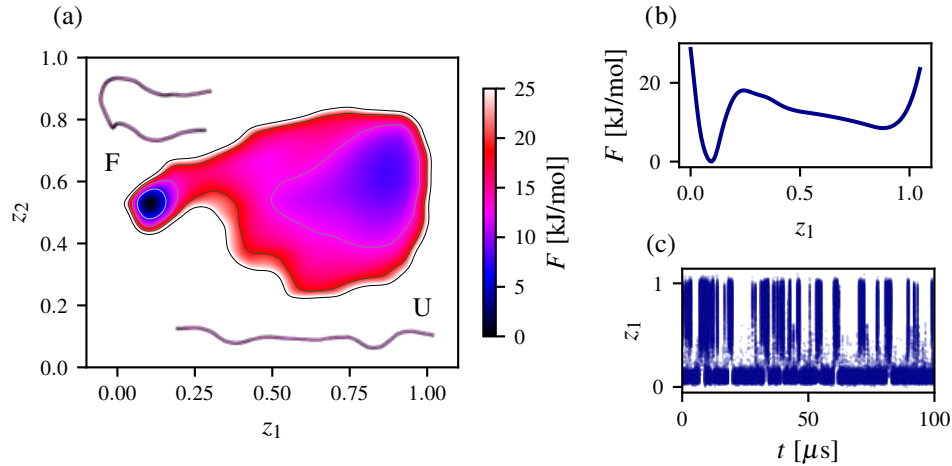 (a)
1.0
0.8
0.6
0.4
0.2
0.0
z₂
F
U
0.00 0.25 0.50 0.75 1.00
z₁
25
20
15
10
5
0
F [kJ/mol]
(b)
20
0
F [kJ/mol]
0.0 0.5 1.0
z₁
(c)
1
0
z₁
0 50 100
t [μs]